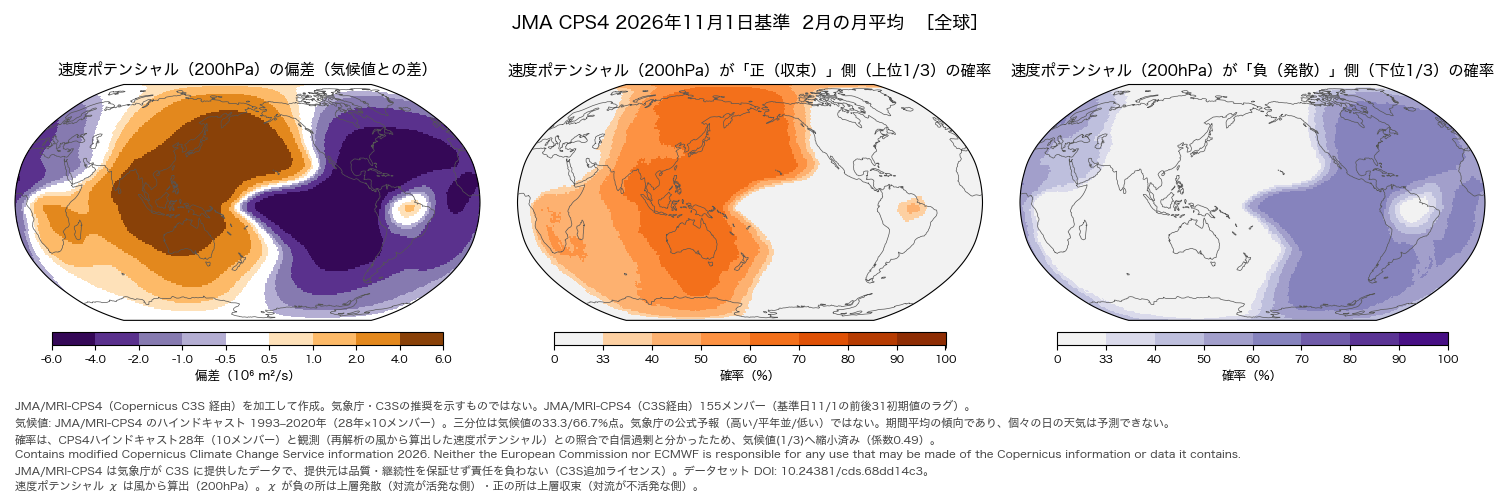 JMA CPS4 2026年11月1日基準 2月の月平均 [全球]
速度ポテンシャル（200hPa）の偏差（気候値との差）
速度ポテンシャル（200hPa）が「正（収束）」側（上位1/3）の確率
速度ポテンシャル（200hPa）が「負（発散）」側（下位1/3）の確率
-6.0 -4.0 -2.0 -1.0 -0.5 0.5 1.0 2.0 4.0 6.0
偏差（10⁶ m²/s）
0 33 40 50 60 70 80 90 100
確率（%）
0 33 40 50 60 70 80 90 100
確率（%）
JMA/MRI-CPS4（Copernicus C3S 経由）を加工して作成。気象庁・C3Sの推奨を示すものではない。JMA/MRI-CPS4（C3S経由）155メンバー（基準日11/1の前後31初期値のラグ）。
気候値: JMA/MRI-CPS4 のハインドキャスト 1993–2020年（28年×10メンバー）。三分位は気候値の33.3/66.7%点。気象庁の公式予報（高い/平年並/低い）ではない。期間平均の傾向であり、個々の日の天気は予測できない。
確率は、CPS4ハインドキャスト28年（10メンバー）と観測（再解析の風から算出した速度ポテンシャル）との照合で自信過剰と分かったため、気候値(1/3)へ縮小済み（係数0.49）。
Contains modified Copernicus Climate Change Service information 2026. Neither the European Commission nor ECMWF is responsible for any use that may be made of the Copernicus information or data it contains.
JMA/MRI-CPS4 は気象庁が C3S に提供したデータで、提供元は品質・継続性を保証せず責任を負わない（C3S追加ライセンス）。データセット DOI: 10.24381/cds.68dd14c3。
速度ポテンシャル χ は風から算出（200hPa）。χ が負の所は上層発散（対流が活発な側）・正の所は上層収束（対流が不活発な側）。